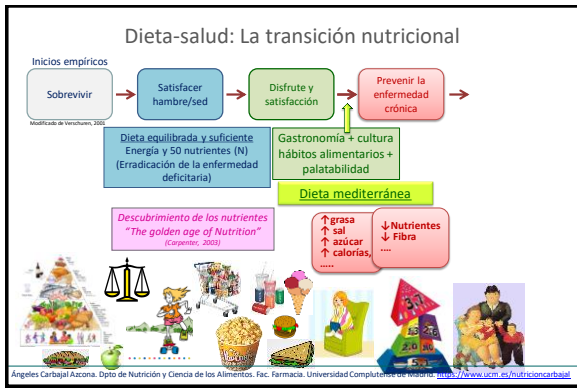 Dieta-salud: La transición nutricional
Inicios empíricos
Sobrevivir
Satisfacer
hambre/sed
Disfrute y
satisfacción
Prevenir la
enfermedad
crónica
Modificado de Verschuren, 2001
Dieta equilibrada y suficiente
Energía y 50 nutrientes (N)
(Erradicación de la enfermedad
deficitaria)
Gastronomía + cultura
hábitos alimentarios +
palatabilidad
Dieta mediterránea
Descubrimiento de los nutrientes
"The golden age of Nutrition"
(Carpenter, 2003)
↑grasa
↑ sal
↑ azúcar
↑ calorías,
.....
↓Nutrientes
↓ Fibra
....
Ángeles Carbajal Azcona. Dpto de Nutrición y Ciencia de los Alimentos. Fac. Farmacia. Universidad Complutense de Madrid. https://www.ucm.es/nutricioncarbajal